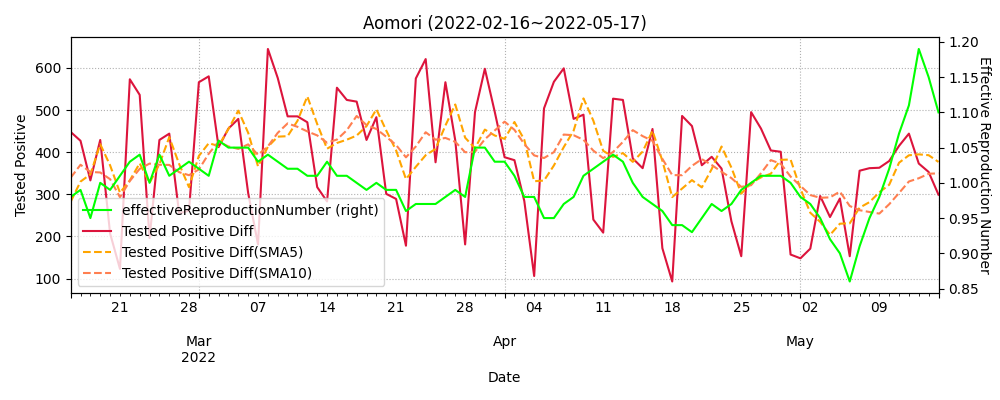 Aomori (2022-02-16~2022-05-17)
Tested Positive
600
500
400
300
200
100
1.20
1.15
1.10
1.05
1.00
0.95
0.90
0.85
Effective Reproduction Number
effectiveReproductionNumber (right)
Tested Positive Diff
Tested Positive Diff(SMA5)
Tested Positive Diff(SMA10)
21 28 07 14 21 28 04 11 18 25 02 09
Mar Apr May
2022
Date